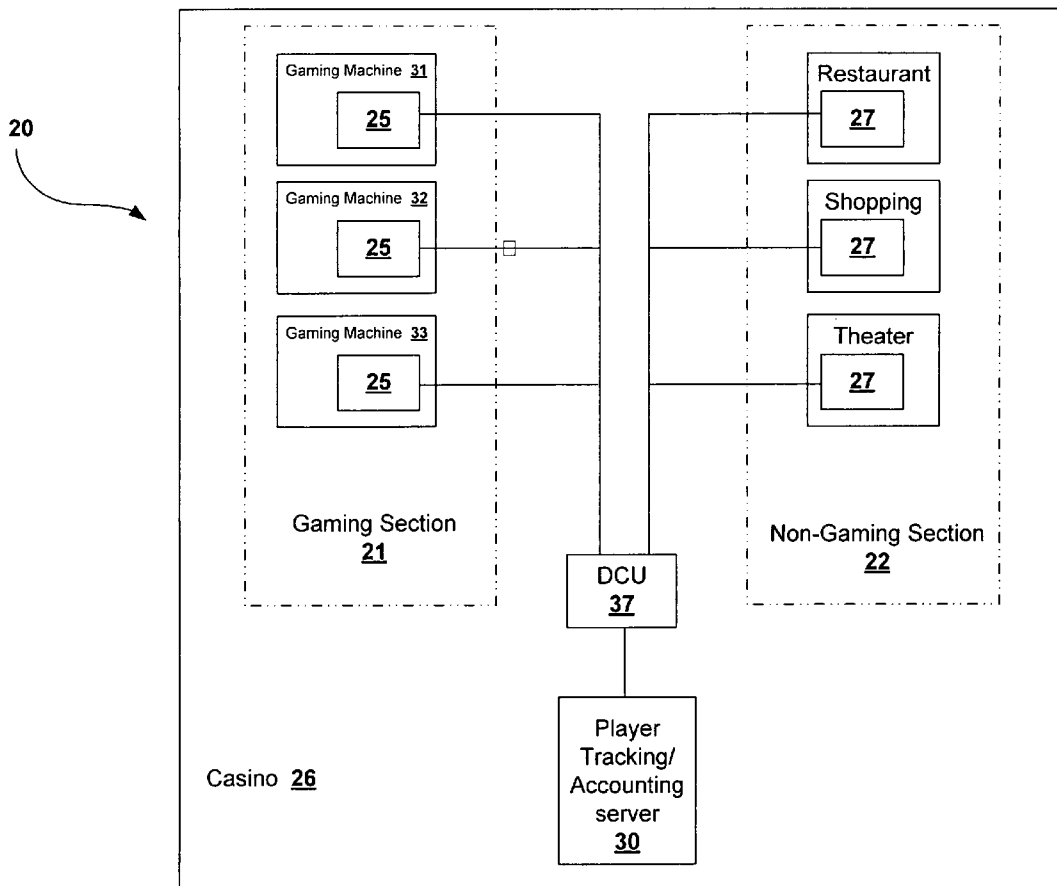 20
Gaming Machine 31
25
Gaming Machine 32
25
Gaming Machine 33
25
Gaming Section
21
Restaurant
27
Shopping
27
Theater
27
Non-Gaming Section
22
DCU
37
Player
Tracking/
Accounting
server
30
Casino 26